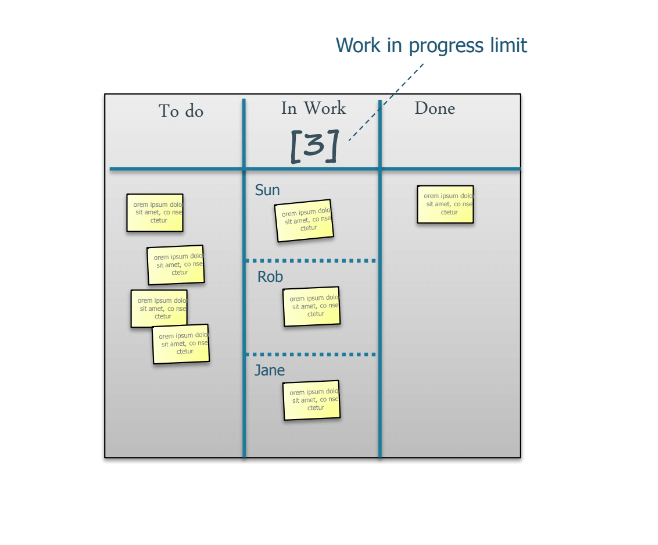 Work in progress limit
To do
In Work
Done
[3]
Sun
orem ipsum dolo
sit amet, co nse
ctetur
orem ipsum dolo
sit amet, co nse
ctetur
orem ipsum dolo
sit amet, co nse
ctetur
orem ipsum dolo
sit amet, co nse
ctetur
Rob
orem ipsum dolo
sit amet, co nse
ctetur
orem ipsum dolo
sit amet, co nse
ctetur
orem ipsum dolo
sit amet, co nse
ctetur
Jane
orem ipsum dolo
sit amet, co nse
ctetur